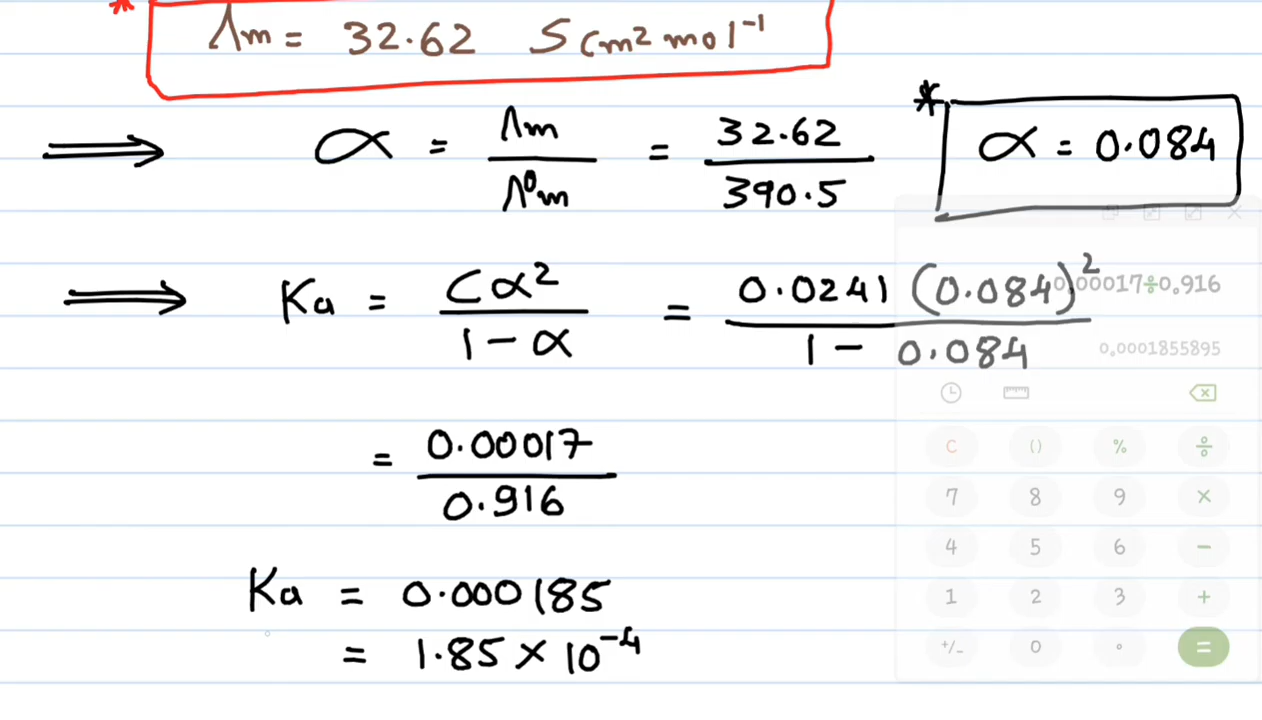 *
Λm = 32.62 S cm² mol⁻¹
⟹ α = Λm / Λ⁰m = 32.62 / 390.5 * α = 0.084
⟹ Ka = Cα² / 1 - α = 0.0241 (0.084)² / 1 - 0.084
0.00017÷0.916
0.0001855895
= 0.00017 / 0.916
Ka = 0.000185
= 1.85 × 10⁻⁴
C () % ÷
7 8 9 ×
4 5 6 −
1 2 3 +
+/− 0 . =